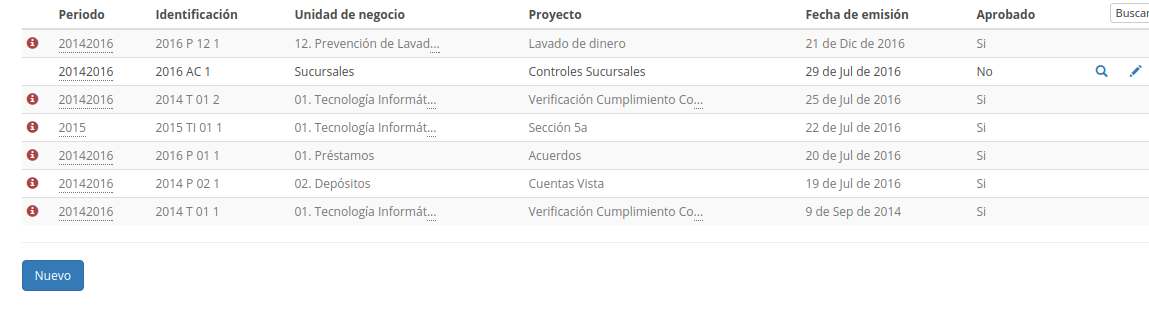 Periodo Identificación Unidad de negocio Proyecto Fecha de emisión Aprobado Buscar
20142016 2016 P 12 1 12. Prevención de Lavad... Lavado de dinero 21 de Dic de 2016 Si
20142016 2016 AC 1 Sucursales Controles Sucursales 29 de Jul de 2016 No
20142016 2014 T 01 2 01. Tecnología Informát... Verificación Cumplimiento Co... 25 de Jul de 2016 Si
2015 2015 TI 01 1 01. Tecnología Informát... Sección 5a 22 de Jul de 2016 Si
20142016 2016 P 01 1 01. Préstamos Acuerdos 20 de Jul de 2016 Si
20142016 2014 P 02 1 02. Depósitos Cuentas Vista 19 de Jul de 2016 Si
20142016 2014 T 01 1 01. Tecnología Informát... Verificación Cumplimiento Co... 9 de Sep de 2014 Si
Nuevo